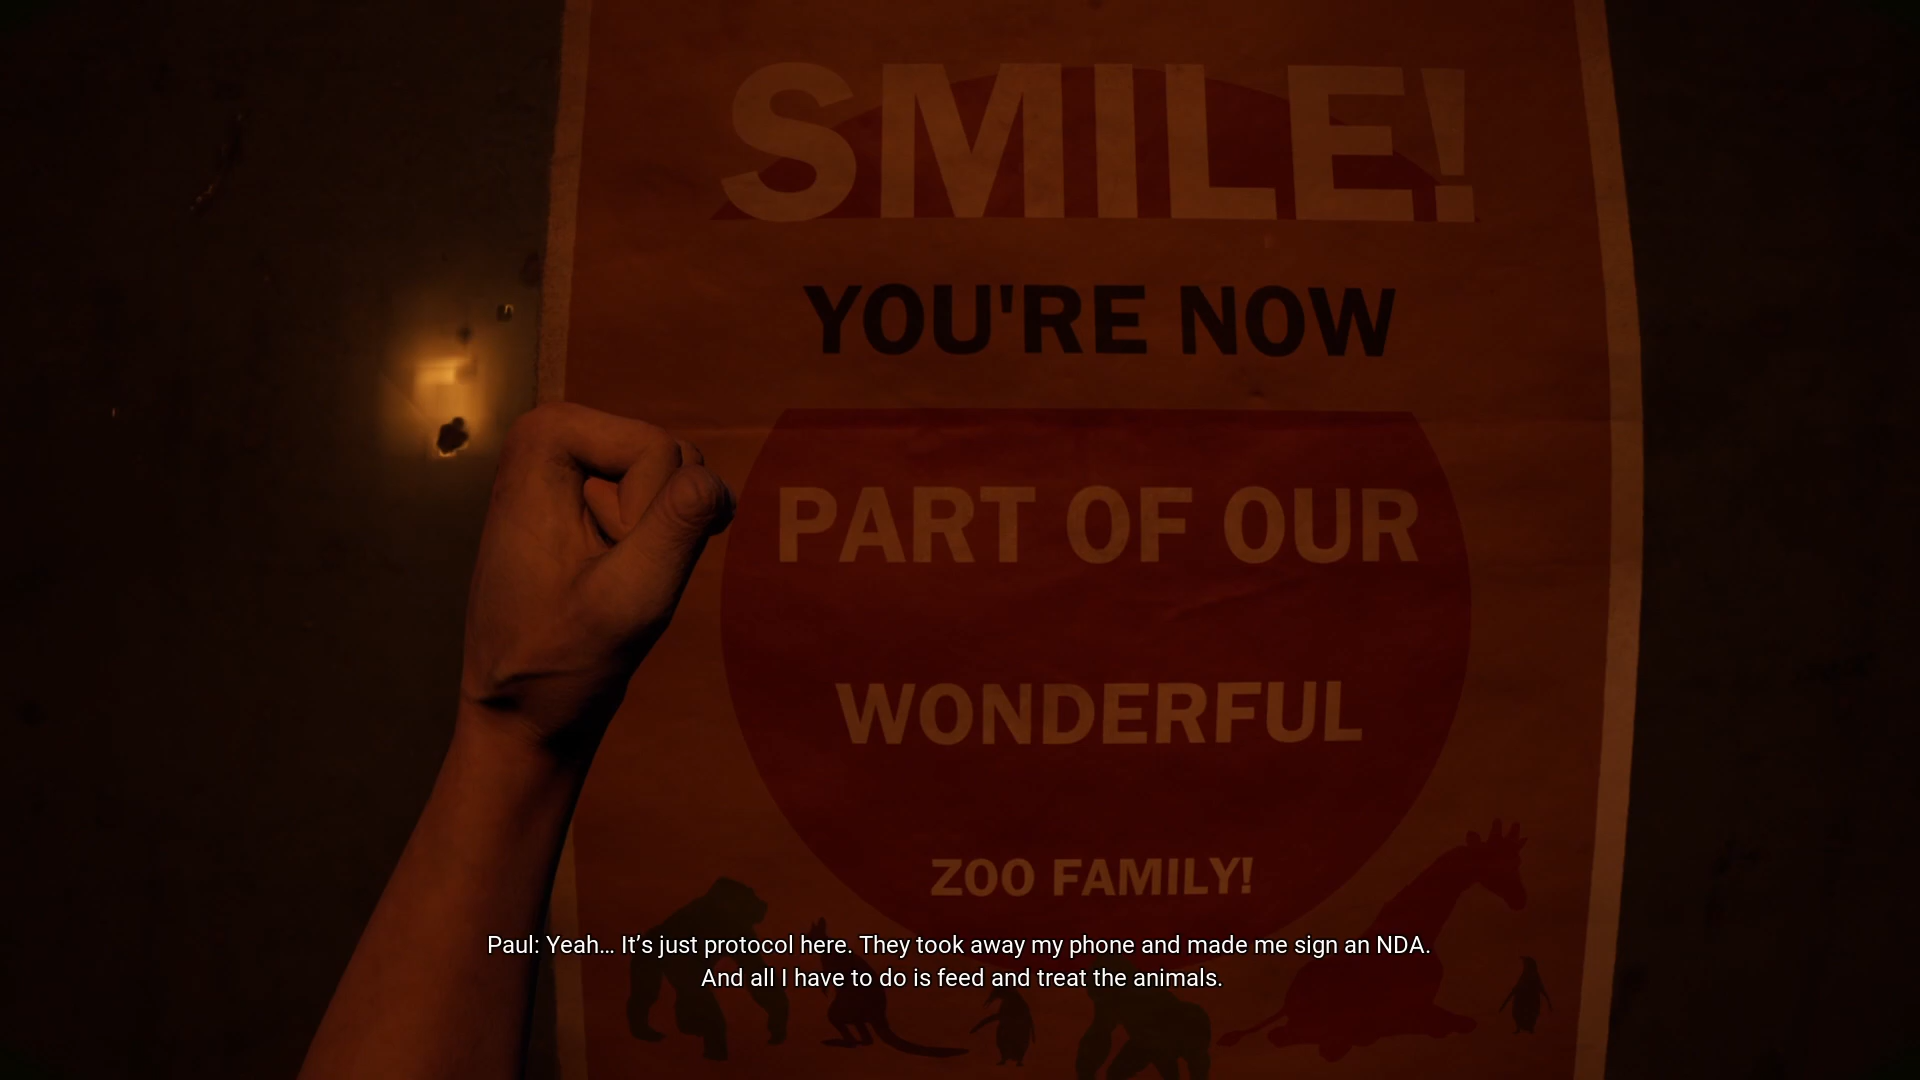 SMILE!
YOU'RE NOW
PART OF OUR
WONDERFUL
ZOO FAMILY!
Paul: Yeah... It’s just protocol here. They took away my phone and made me sign an NDA.
And all I have to do is feed and treat the animals.